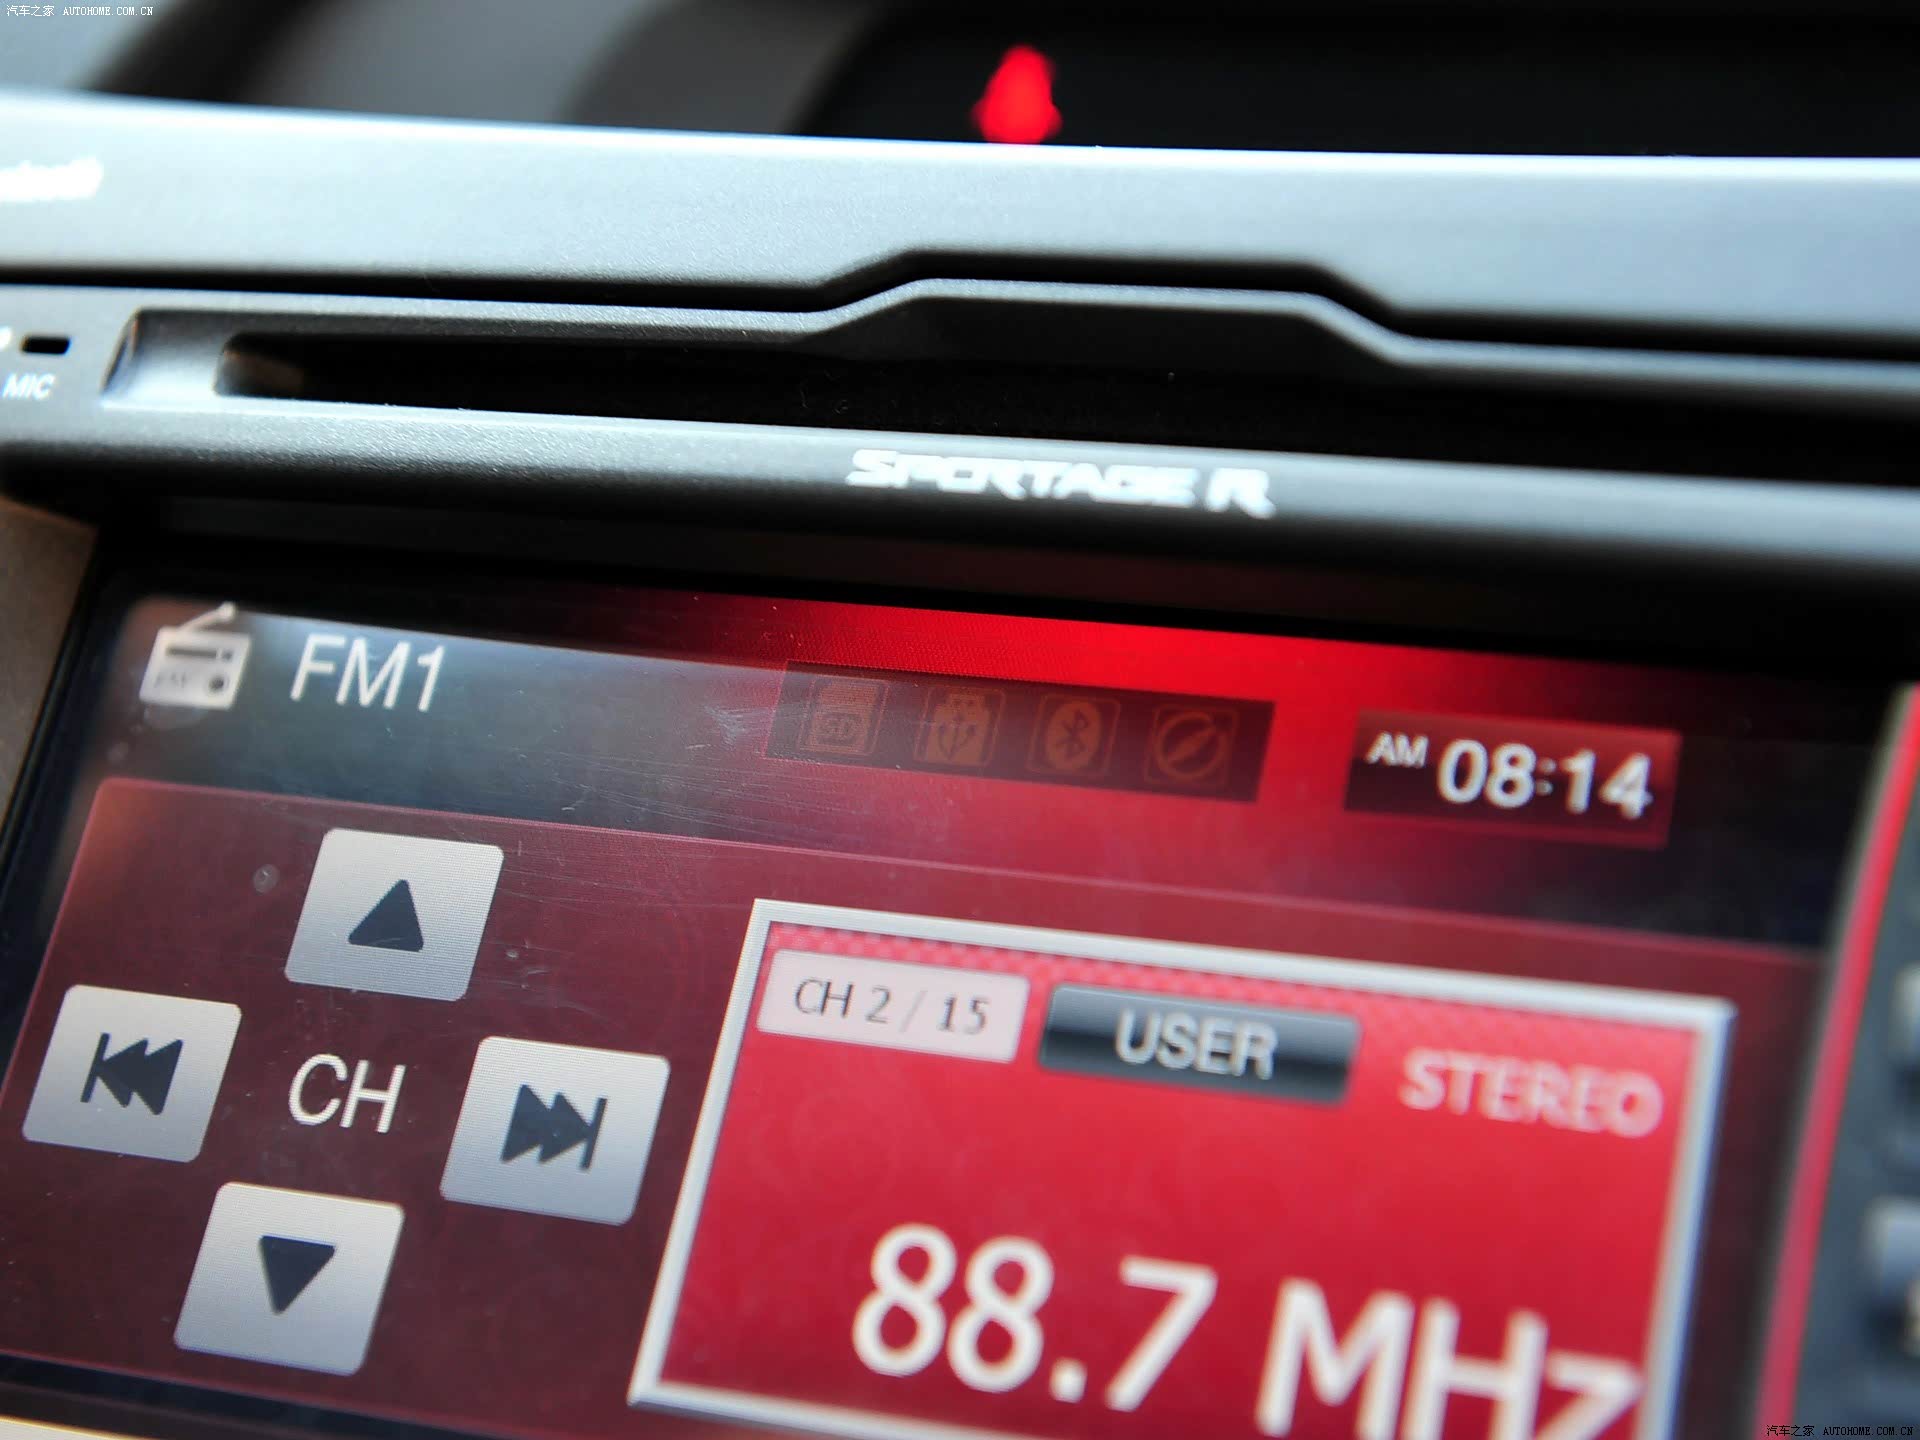 汽车之家 AUTOHOME.COM.CN
MIC
SPORTAGE R
FM1
SD
AM 08:14
CH 2 / 15
USER
STEREO
CH
88.7 MHz
汽车之家 AUTOHOME.COM.CN